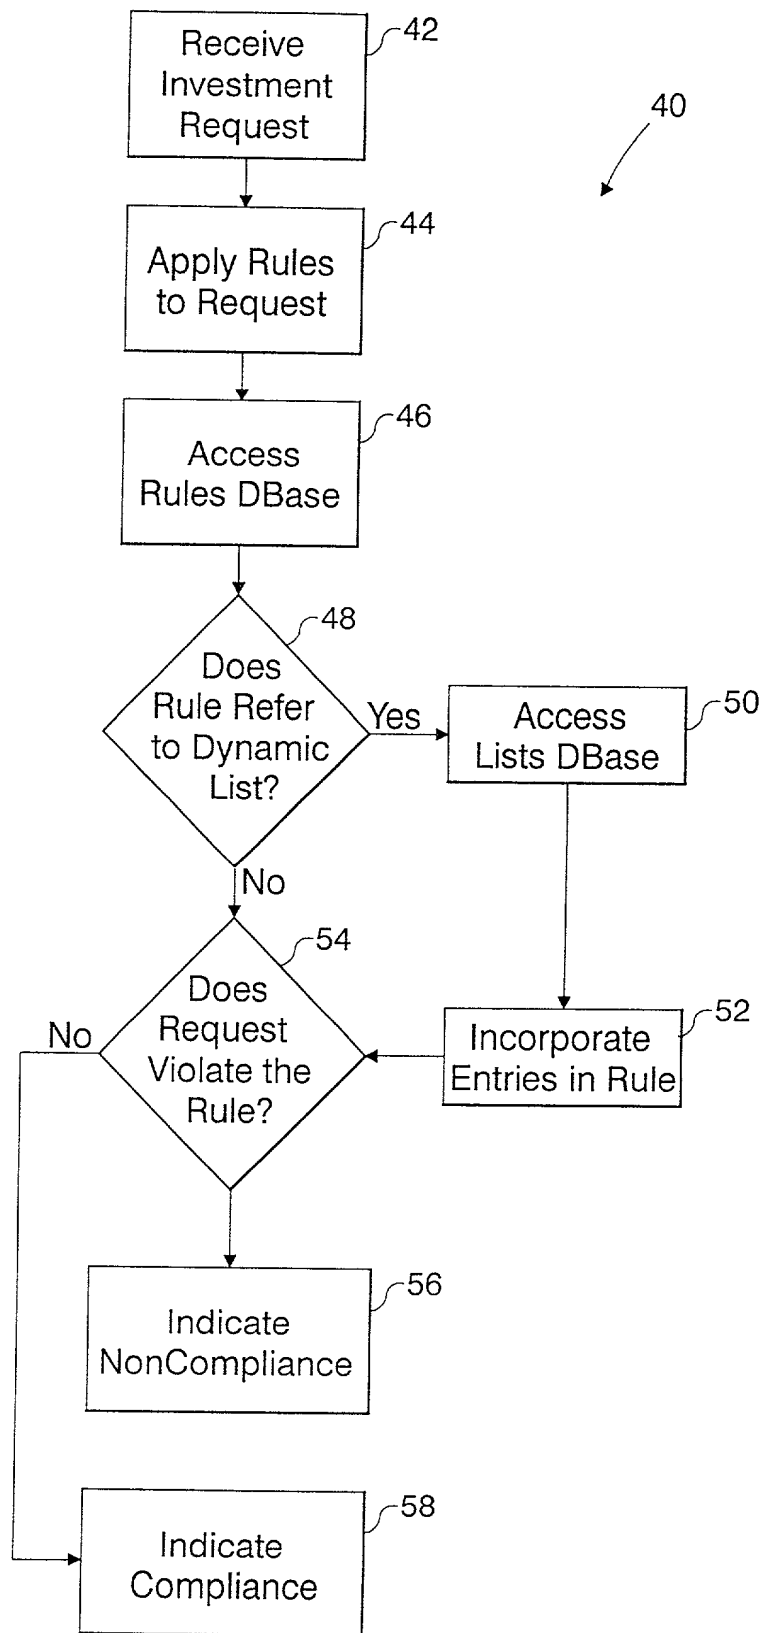 42
Receive
Investment
Request
40
44
Apply Rules
to Request
46
Access
Rules DBase
48
Does
Rule Refer
to Dynamic
List?
Yes
50
Access
Lists DBase
No
54
Does
Request
Violate the
Rule?
No
52
Incorporate
Entries in Rule
56
Indicate
NonCompliance
58
Indicate
Compliance